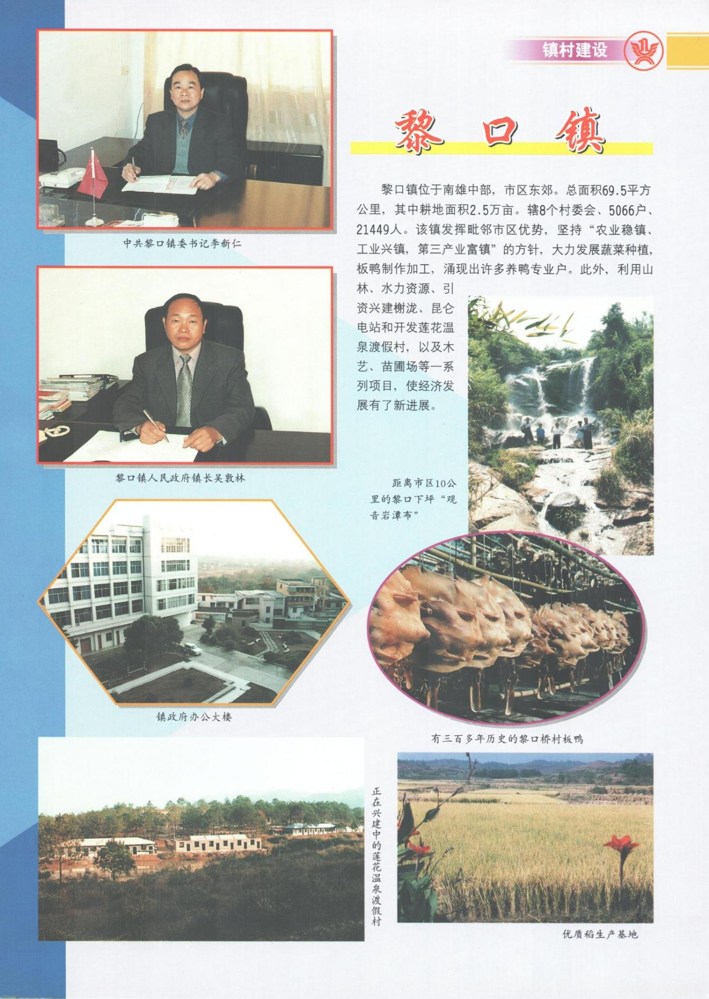 镇村建设
黎口镇
黎口镇位于南雄中部，市区东郊。总面积69.5平方
公里，其中耕地面积2.5万亩。辖8个村委会、5066户、
21449人。该镇发挥毗邻市区优势，坚持“农业稳镇、
工业兴镇，第三产业富镇”的方针，大力发展蔬菜种植，
板鸭制作加工，涌现出许多养鸭专业户。此外，利用山
林、水力资源、引
资兴建榭泷、昆仑
电站和开发莲花温
泉渡假村，以及木
艺、苗圃场等一系
列项目，使经济发
展有了新进展。
中共黎口镇委书记李新仁
黎口镇人民政府镇长吴敦林
距离市区10公
里的黎口下坪“观
音岩潭布”
镇政府办公大楼
有三百多年历史的黎口桥村板鸭
正在兴建中的莲花温泉渡假村
优质稻生产基地